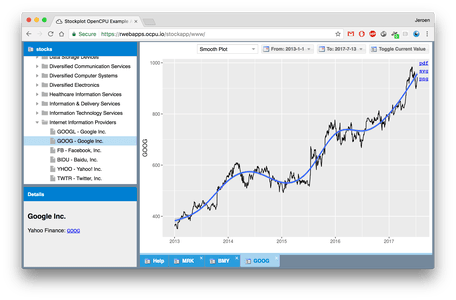 Stockplot OpenCPU Example
Jeroen
Secure https://rwebapps.ocpu.io/stockapp/www/
stocks
Smooth Plot
From: 2013-1-1
To: 2017-7-13
Toggle Current Value
Data Storage Devices
Diversified Communication Services
Diversified Computer Systems
Diversified Electronics
Healthcare Information Services
Information & Delivery Services
Information Technology Services
Internet Information Providers
GOOGL - Google Inc.
GOOG - Google Inc.
FB - Facebook, Inc.
BIDU - Baidu, Inc.
YHOO - Yahoo! Inc.
TWTR - Twitter, Inc.
Details
Google Inc.
Yahoo Finance: GOOG
pdf
svg
png
1000
800
600
400
GOOG
2013
2014
2015
2016
2017
Help
MRK
BMY
GOOG